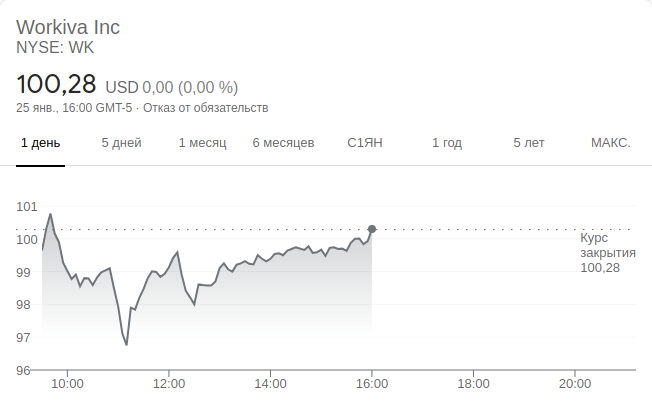 Workiva Inc
NYSE: WK
100,28 USD 0,00 (0,00 %)
25 янв., 16:00 GMT-5 · Отказ от обязательств
1 день 5 дней 1 месяц 6 месяцев С1ЯН 1 год 5 лет МАКС.
101
100
99
98
97
96
Курс
закрытия
100,28
10:00 12:00 14:00 16:00 18:00 20:00